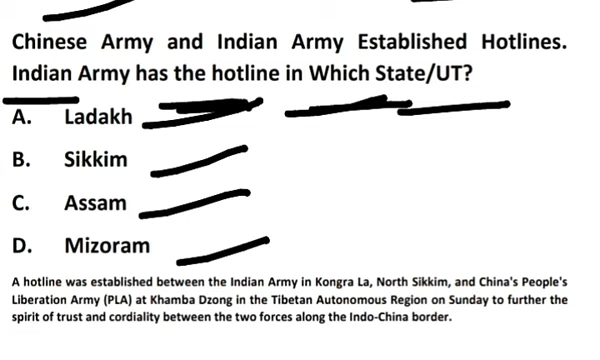 Chinese Army and Indian Army Established Hotlines.
Indian Army has the hotline in Which State/UT?
A. Ladakh
B. Sikkim
C. Assam
D. Mizoram
A hotline was established between the Indian Army in Kongra La, North Sikkim, and China's People's
Liberation Army (PLA) at Khamba Dzong in the Tibetan Autonomous Region on Sunday to further the
spirit of trust and cordiality between the two forces along the Indo-China border.